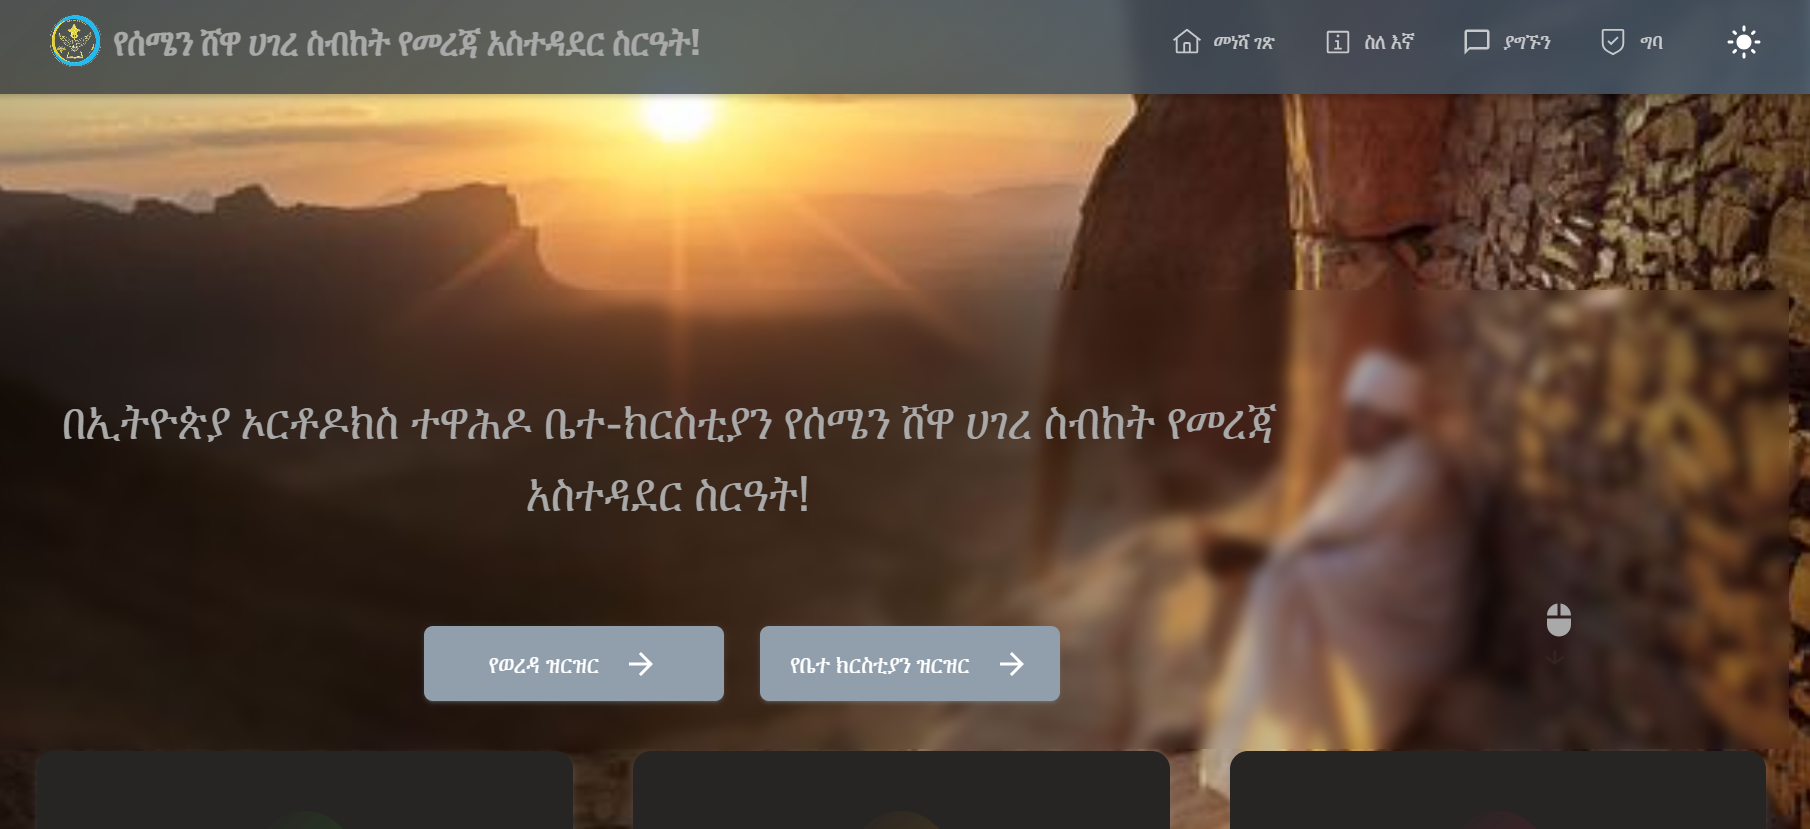 የሰሜን ሸዋ ሀገረ ስብከት የመረጃ አስተዳደር ስርዓት!
መነሻ ገጽ
ስለ እኛ
ያግኙን
ግባ
በኢትዮጵያ ኦርቶዶክስ ተዋሕዶ ቤተ-ክርስቲያን የሰሜን ሸዋ ሀገረ ስብከት የመረጃ
አስተዳደር ስርዓት!
የወረዳ ዝርዝር
የቤተ ክርስቲያን ዝርዝር